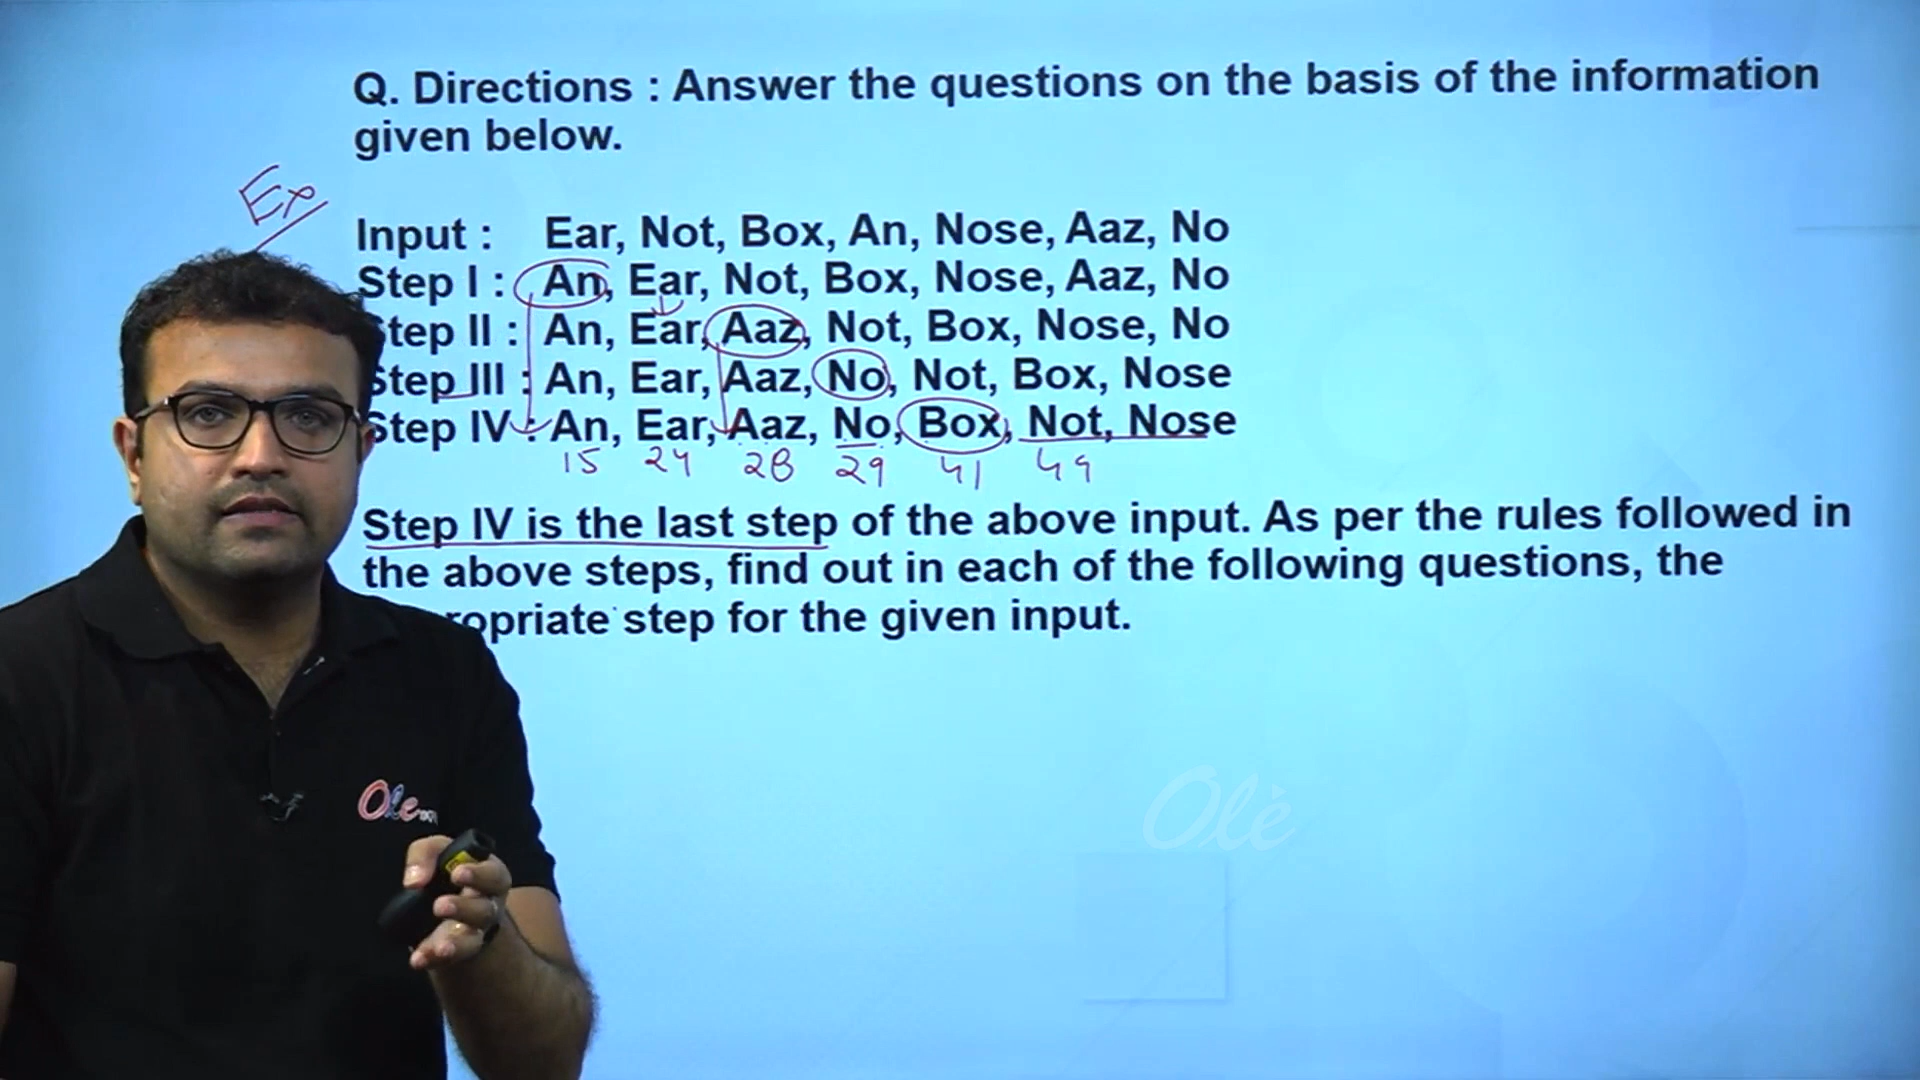 Q. Directions : Answer the questions on the basis of the information
given below.
Ex
Input : Ear, Not, Box, An, Nose, Aaz, No
Step I : An, Ear, Not, Box, Nose, Aaz, No
Step II : An, Ear, Aaz, Not, Box, Nose, No
Step III : An, Ear, Aaz, No, Not, Box, Nose
Step IV : An, Ear, Aaz, No, Box, Not, Nose
15 24 28 29 41 49
Step IV is the last step of the above input. As per the rules followed in
the above steps, find out in each of the following questions, the
ropriate step for the given input.
Olè
Ole